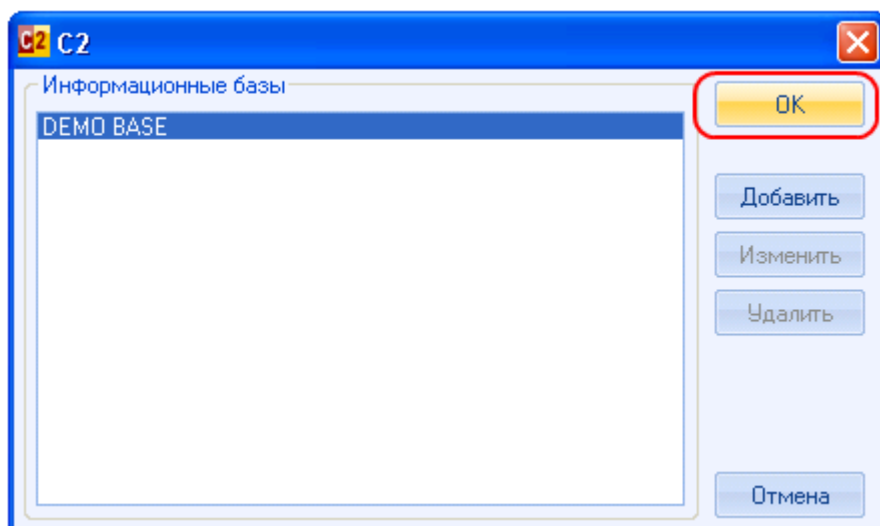 C2 C2
Информационные базы
DEMO BASE
OK
Добавить
Изменить
Удалить
Отмена